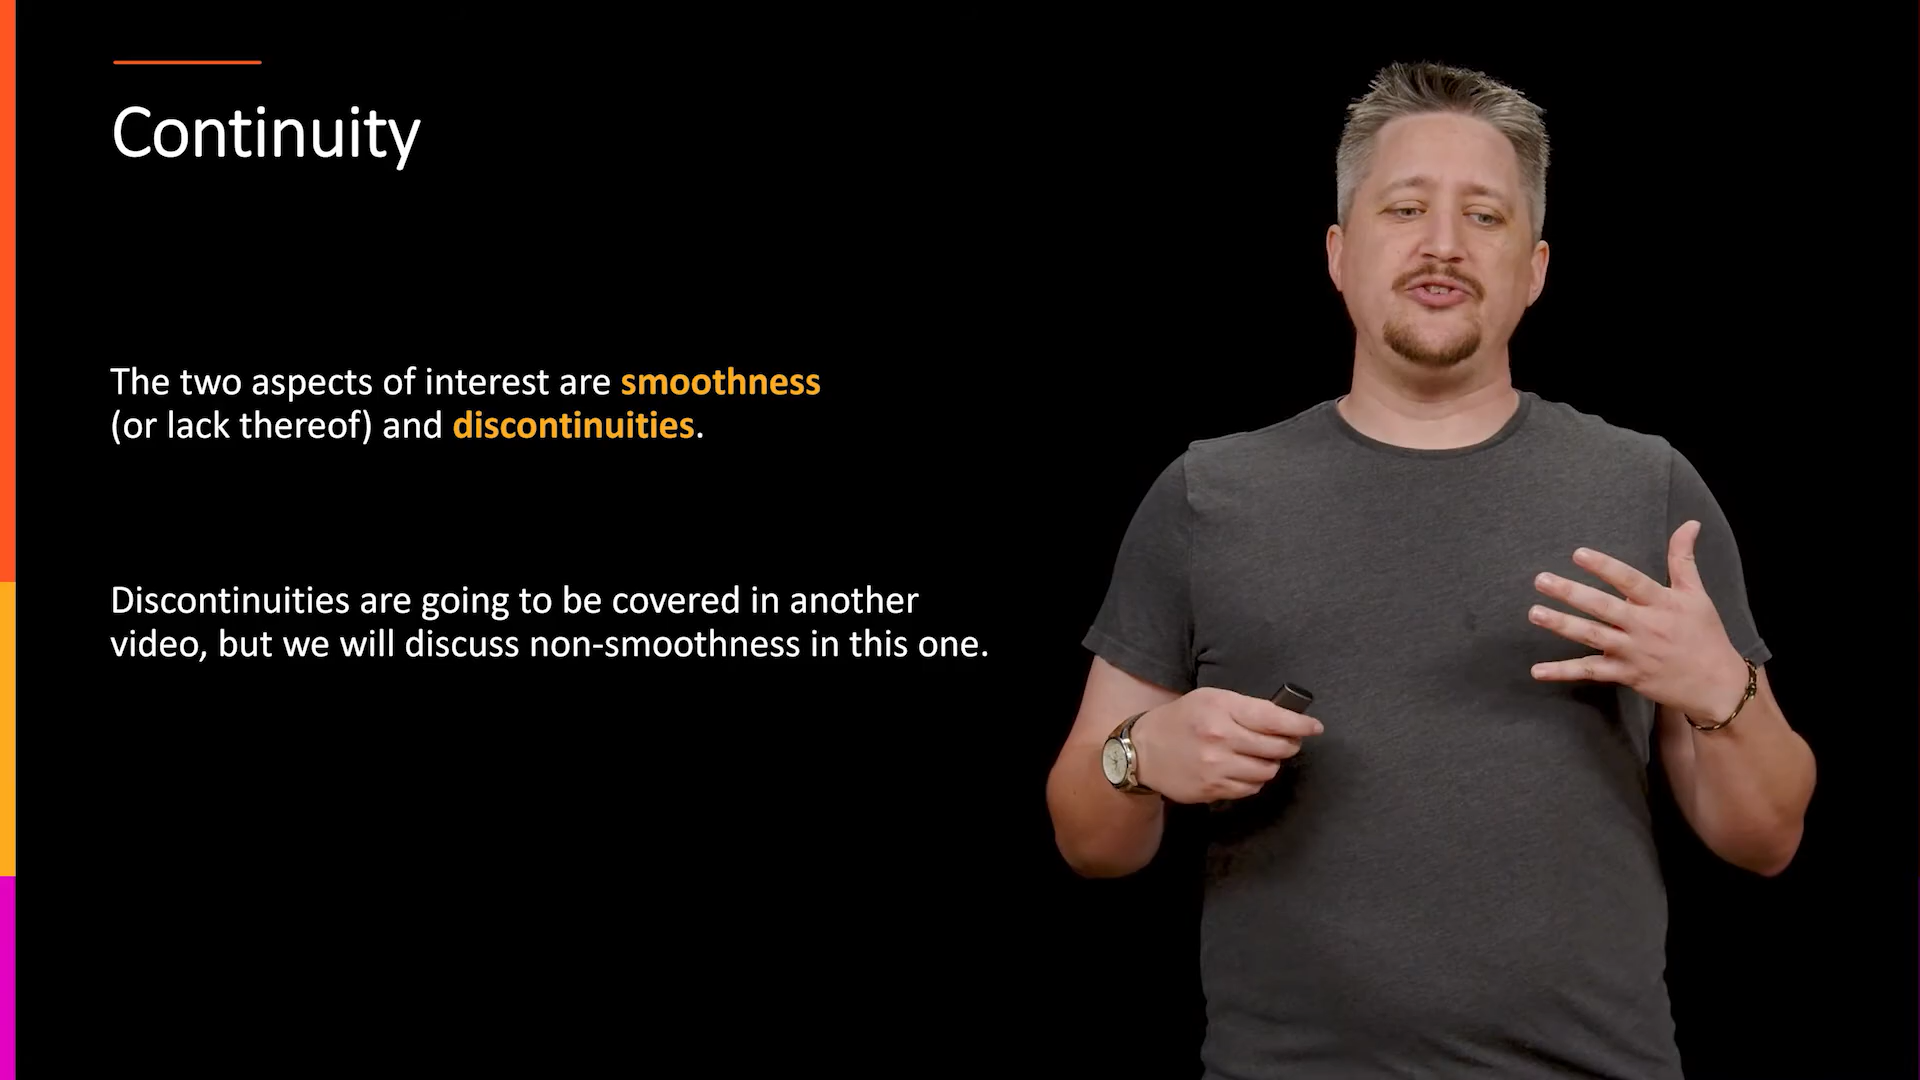 Continuity
The two aspects of interest are smoothness
(or lack thereof) and discontinuities.
Discontinuities are going to be covered in another
video, but we will discuss non-smoothness in this one.